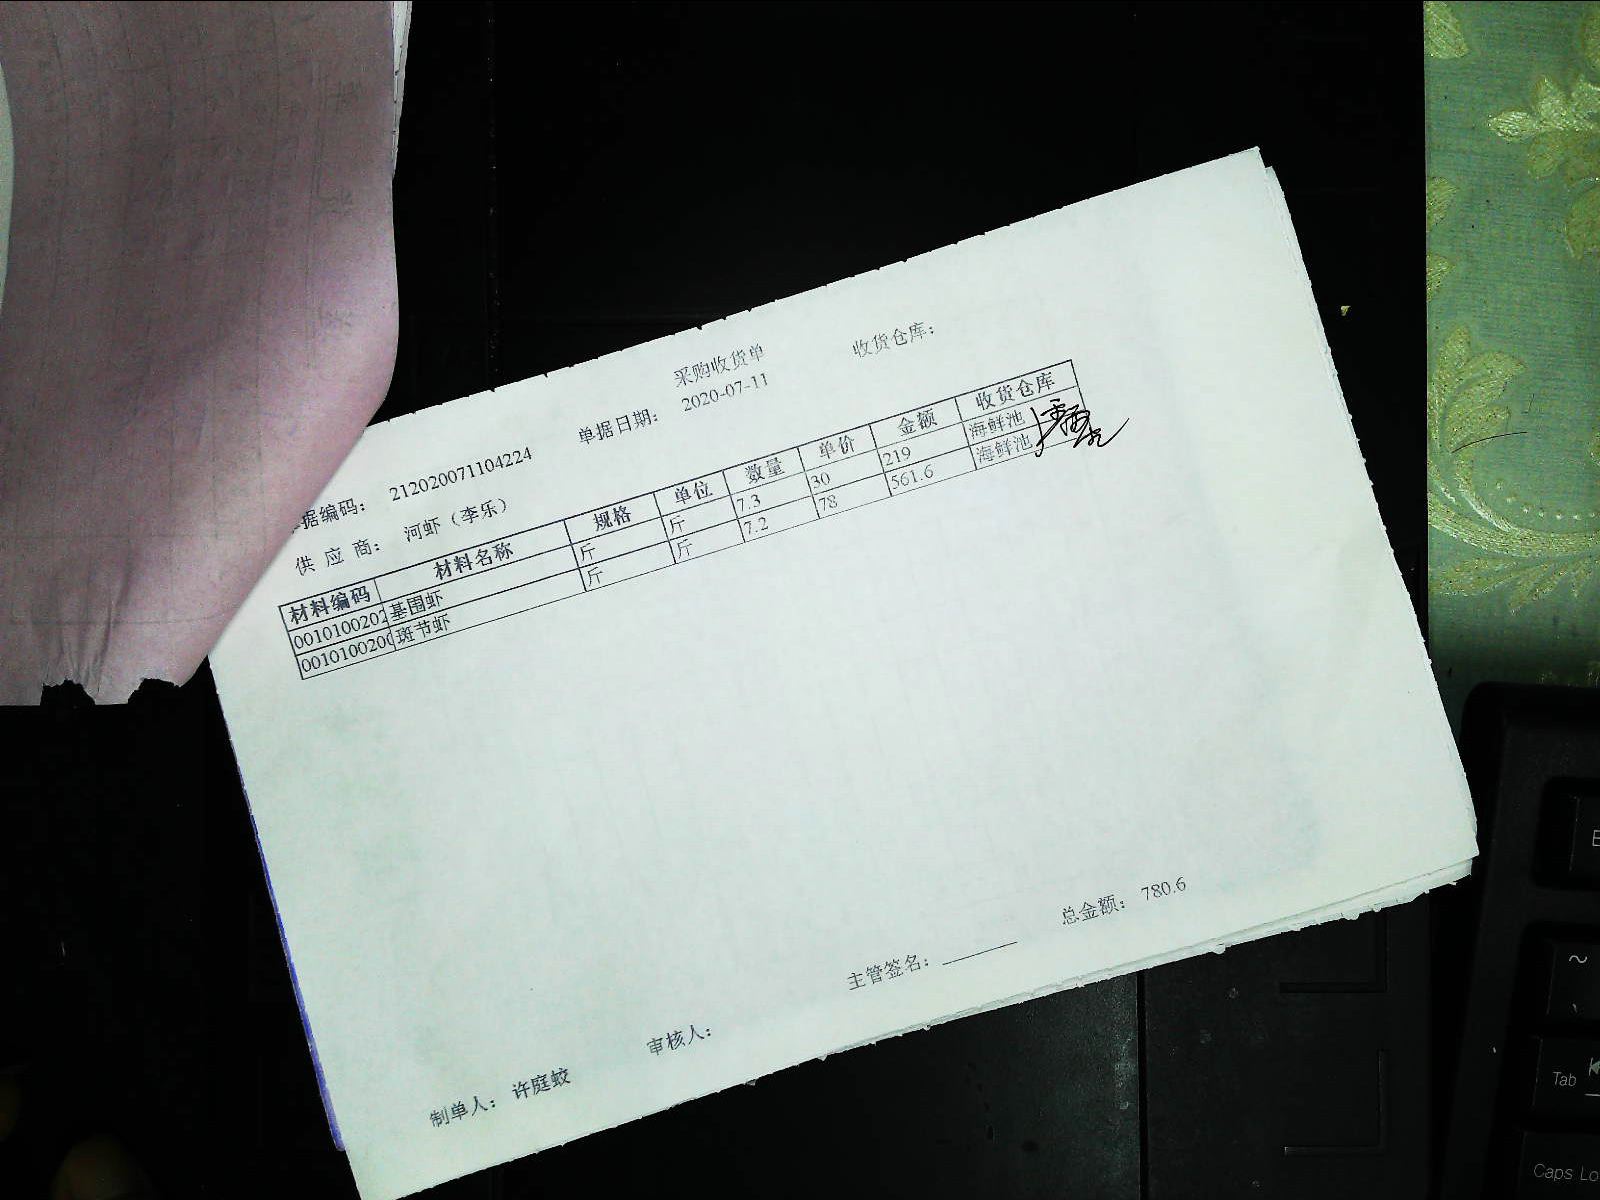 采购收货单
收货仓库：
据编码： 212020071104224 单据日期： 2020-07-11
供应商： 河虾（李乐）
材料编码 材料名称 规格 单位 数量 单价 金额 收货仓库
0010100202 基围虾 斤 斤 7.3 30 219 海鲜池
001010020 斑节虾 斤 斤 7.2 78 561.6 海鲜池
主管签名： 总金额： 780.6
制单人： 许庭蛟 审核人：
~
Tab
Caps Lo